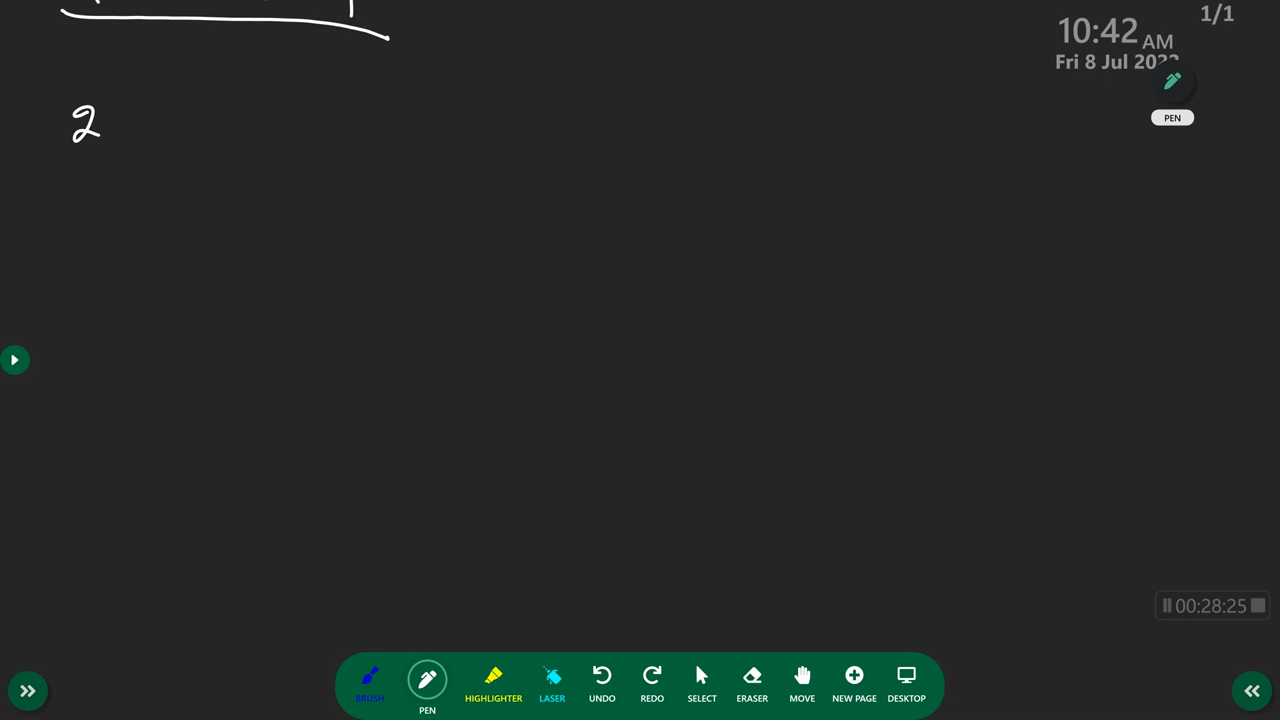 1/1
10:42 AM
Fri 8 Jul
PEN
2
00:28:25
BRUSH
PEN
HIGHLIGHTER
LASER
UNDO
REDO
SELECT
ERASER
MOVE
NEW PAGE
DESKTOP